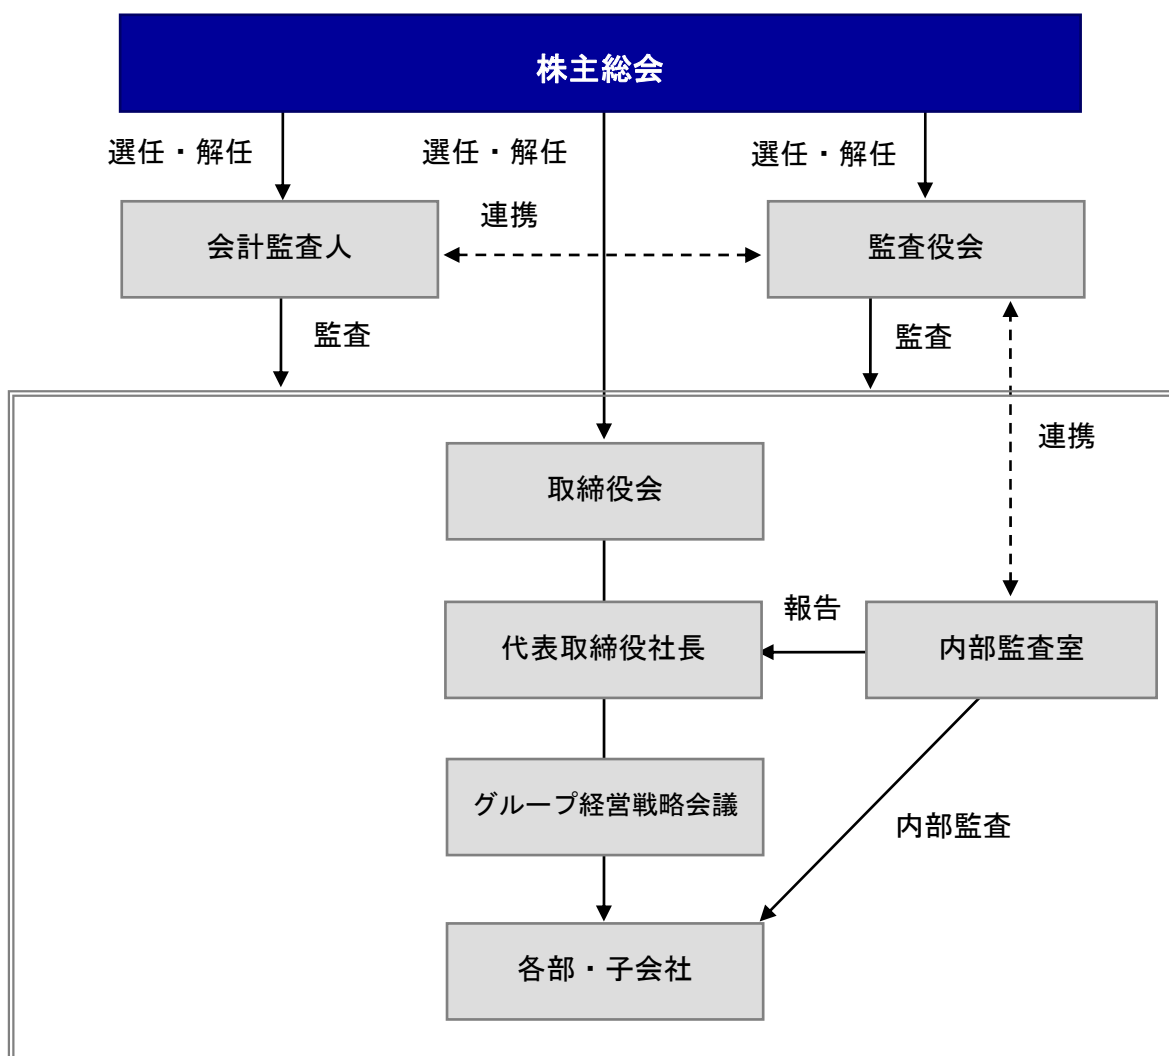 株主総会
選任・解任
選任・解任
選任・解任
連携
会計監査人
監査役会
監査
監査
連携
取締役会
報告
代表取締役社長
内部監査室
グループ経営戦略会議
内部監査
各部・子会社